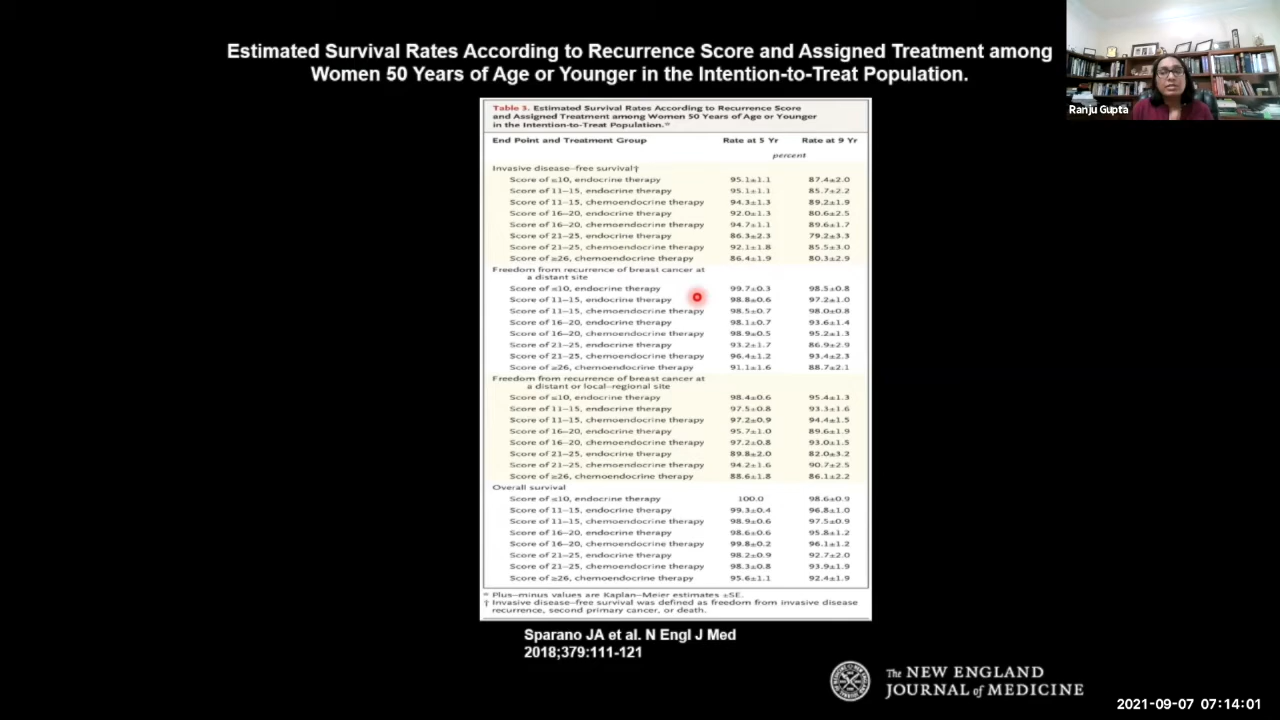 Estimated Survival Rates According to Recurrence Score and Assigned Treatment among
Women 50 Years of Age or Younger in the Intention-to-Treat Population.
Ranju Gupta
Table 3. Estimated Survival Rates According to Recurrence Score
and Assigned Treatment among Women 50 Years of Age or Younger
in the Intention-to-Treat Population.*
End Point and Treatment Group Rate at 5 Yr Rate at 9 Yr
percent
Invasive disease–free survival†
Score of ≤10, endocrine therapy 95.1±1.1 87.4±2.0
Score of 11–15, endocrine therapy 95.1±1.1 85.7±2.2
Score of 11–15, chemoendocrine therapy 94.3±1.3 89.2±1.9
Score of 16–20, endocrine therapy 92.0±1.3 80.6±2.5
Score of 16–20, chemoendocrine therapy 94.7±1.1 89.6±1.7
Score of 21–25, endocrine therapy 86.3±2.3 79.2±3.3
Score of 21–25, chemoendocrine therapy 92.1±1.8 85.5±3.0
Score of ≥26, chemoendocrine therapy 86.4±1.9 80.3±2.9
Freedom from recurrence of breast cancer at
a distant site
Score of ≤10, endocrine therapy 99.7±0.3 98.5±0.8
Score of 11–15, endocrine therapy 98.8±0.6 97.2±1.0
Score of 11–15, chemoendocrine therapy 98.5±0.7 98.0±0.8
Score of 16–20, endocrine therapy 98.1±0.7 93.6±1.4
Score of 16–20, chemoendocrine therapy 98.9±0.5 95.2±1.3
Score of 21–25, endocrine therapy 93.2±1.7 86.9±2.9
Score of 21–25, chemoendocrine therapy 96.4±1.2 93.4±2.3
Score of ≥26, chemoendocrine therapy 91.1±1.6 88.7±2.1
Freedom from recurrence of breast cancer at
a distant or local–regional site
Score of ≤10, endocrine therapy 98.4±0.6 95.4±1.3
Score of 11–15, endocrine therapy 97.5±0.8 93.3±1.6
Score of 11–15, chemoendocrine therapy 97.2±0.9 94.4±1.5
Score of 16–20, endocrine therapy 95.7±1.0 89.6±1.9
Score of 16–20, chemoendocrine therapy 97.2±0.8 93.0±1.5
Score of 21–25, endocrine therapy 89.8±2.0 82.0±3.2
Score of 21–25, chemoendocrine therapy 94.2±1.6 90.7±2.5
Score of ≥26, chemoendocrine therapy 88.6±1.8 86.1±2.2
Overall survival
Score of ≤10, endocrine therapy 100.0 98.6±0.9
Score of 11–15, endocrine therapy 99.3±0.4 96.8±1.0
Score of 11–15, chemoendocrine therapy 98.9±0.6 97.5±0.9
Score of 16–20, endocrine therapy 98.6±0.6 95.8±1.2
Score of 16–20, chemoendocrine therapy 99.8±0.2 96.1±1.2
Score of 21–25, endocrine therapy 98.2±0.9 92.7±2.0
Score of 21–25, chemoendocrine therapy 98.3±0.8 93.9±1.9
Score of ≥26, chemoendocrine therapy 95.6±1.1 92.4±1.9
* Plus–minus values are Kaplan–Meier estimates ±SE.
† Invasive disease–free survival was defined as freedom from invasive disease
recurrence, second primary cancer, or death.
Sparano JA et al. N Engl J Med
2018;379:111-121
The NEW ENGLAND
JOURNAL of MEDICINE
2021-09-07 07:14:01